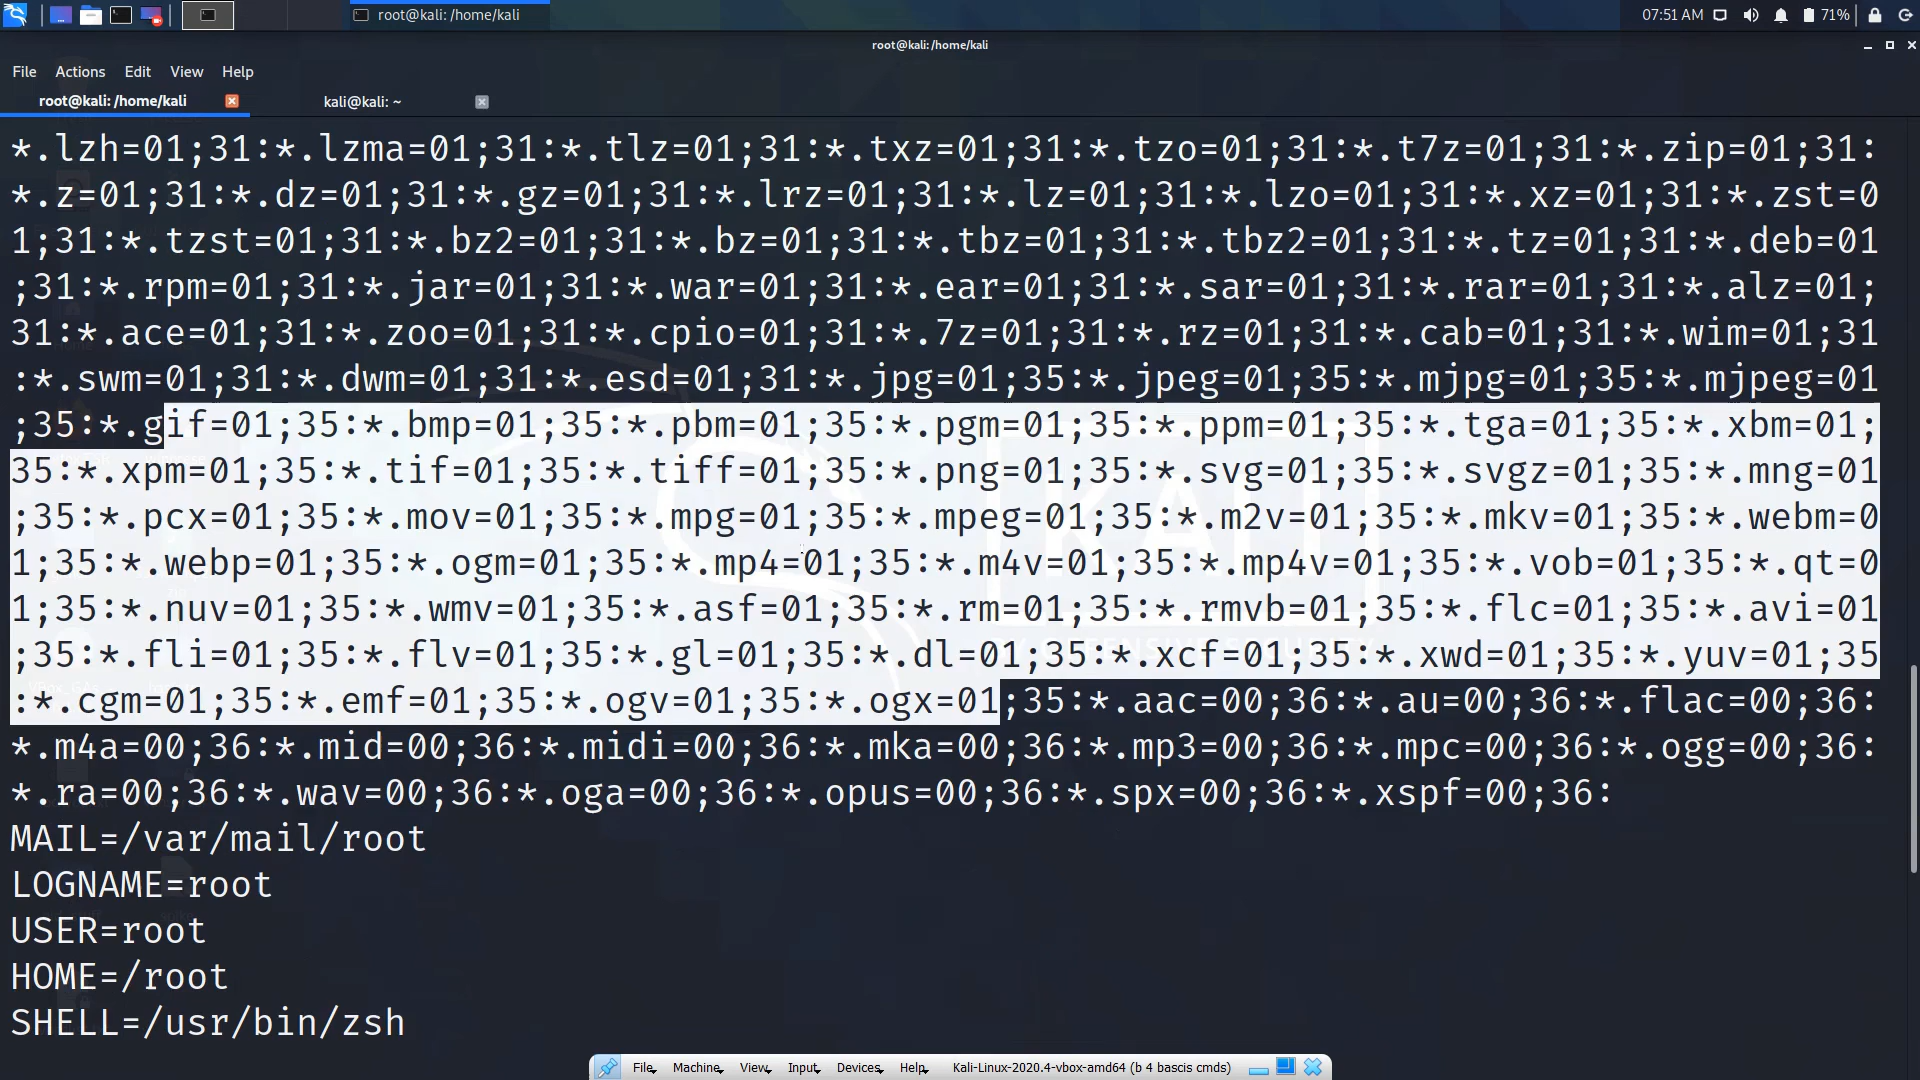 07:51 AM
71%
root@kali: /home/kali
root@kali: /home/kali
File Actions Edit View Help
root@kali: /home/kali
kali@kali: ~
*.lzh=01;31:*.lzma=01;31:*.tlz=01;31:*.txz=01;31:*.tzo=01;31:*.t7z=01;31:*.zip=01;31:
*.z=01;31:*.dz=01;31:*.gz=01;31:*.lrz=01;31:*.lz=01;31:*.lzo=01;31:*.xz=01;31:*.zst=0
1;31:*.tzst=01;31:*.bz2=01;31:*.bz=01;31:*.tbz=01;31:*.tbz2=01;31:*.tz=01;31:*.deb=01
;31:*.rpm=01;31:*.jar=01;31:*.war=01;31:*.ear=01;31:*.sar=01;31:*.rar=01;31:*.alz=01;
31:*.ace=01;31:*.zoo=01;31:*.cpio=01;31:*.7z=01;31:*.rz=01;31:*.cab=01;31:*.wim=01;31
:*.swm=01;31:*.dwm=01;31:*.esd=01;31:*.jpg=01;35:*.jpeg=01;35:*.mjpg=01;35:*.mjpeg=01
;35:*.gif=01;35:*.bmp=01;35:*.pbm=01;35:*.pgm=01;35:*.ppm=01;35:*.tga=01;35:*.xbm=01;
35:*.xpm=01;35:*.tif=01;35:*.tiff=01;35:*.png=01;35:*.svg=01;35:*.svgz=01;35:*.mng=01
;35:*.pcx=01;35:*.mov=01;35:*.mpg=01;35:*.mpeg=01;35:*.m2v=01;35:*.mkv=01;35:*.webm=0
1;35:*.webp=01;35:*.ogm=01;35:*.mp4=01;35:*.m4v=01;35:*.mp4v=01;35:*.vob=01;35:*.qt=0
1;35:*.nuv=01;35:*.wmv=01;35:*.asf=01;35:*.rm=01;35:*.rmvb=01;35:*.flc=01;35:*.avi=01
;35:*.fli=01;35:*.flv=01;35:*.gl=01;35:*.dl=01;35:*.xcf=01;35:*.xwd=01;35:*.yuv=01;35
:*.cgm=01;35:*.emf=01;35:*.ogv=01;35:*.ogx=01;35:*.aac=00;36:*.au=00;36:*.flac=00;36:
*.m4a=00;36:*.mid=00;36:*.midi=00;36:*.mka=00;36:*.mp3=00;36:*.mpc=00;36:*.ogg=00;36:
*.ra=00;36:*.wav=00;36:*.oga=00;36:*.opus=00;36:*.spx=00;36:*.xspf=00;36:
MAIL=/var/mail/root
LOGNAME=root
USER=root
HOME=/root
SHELL=/usr/bin/zsh
File Machine View Input Devices Help Kali-Linux-2020.4-vbox-amd64 (b 4 bascis cmds)